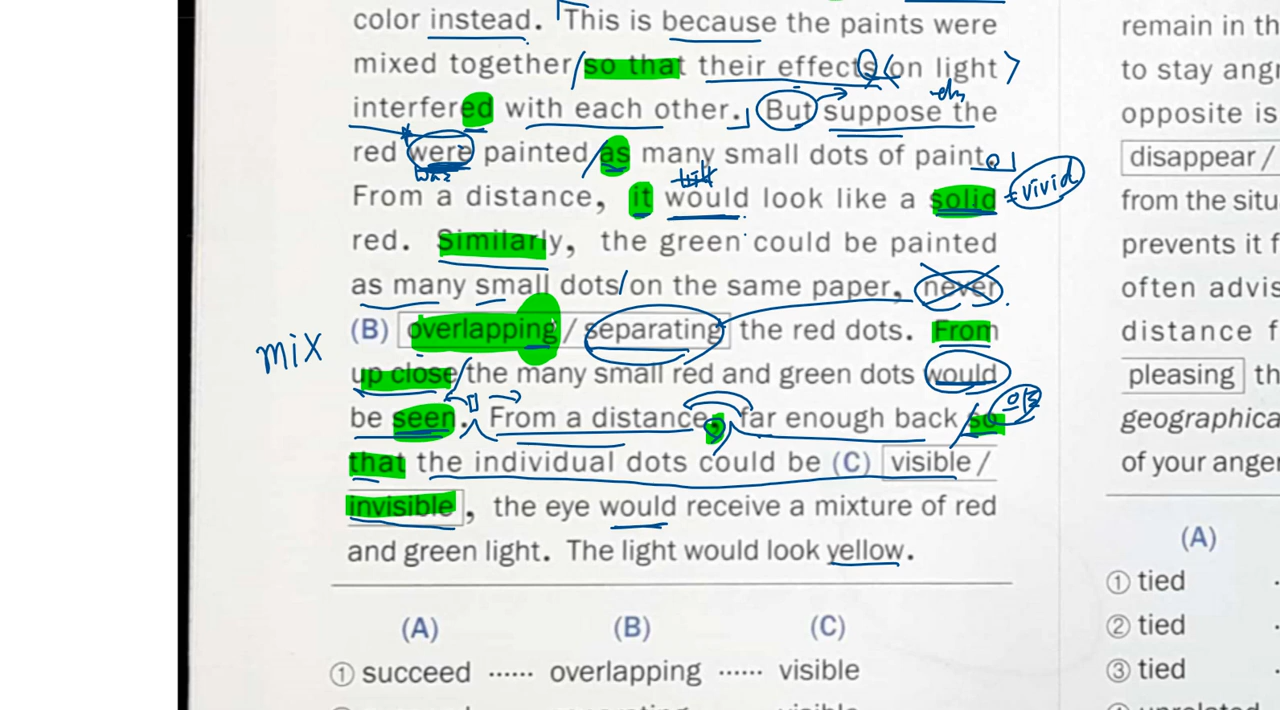 color instead. This is because the paints were
mixed together so that their effects on light
interfered with each other. But suppose the
red were painted as many small dots of paint.
From a distance, it would look like a solid = vivid
red. Similarly, the green could be painted
as many small dots on the same paper, never
mix (B) overlapping / separating the red dots. From
up close the many small red and green dots would
be seen. From a distance, far enough back so
that the individual dots could be (C) visible /
invisible, the eye would receive a mixture of red
and green light. The light would look yellow.
(A) (B) (C)
① succeed ······ overlapping ······ visible
remain in th
to stay angr
opposite is
disappear /
from the situ
prevents it f
often advis
distance f
pleasing th
geographica
of your anger
(A)
① tied
② tied
③ tied